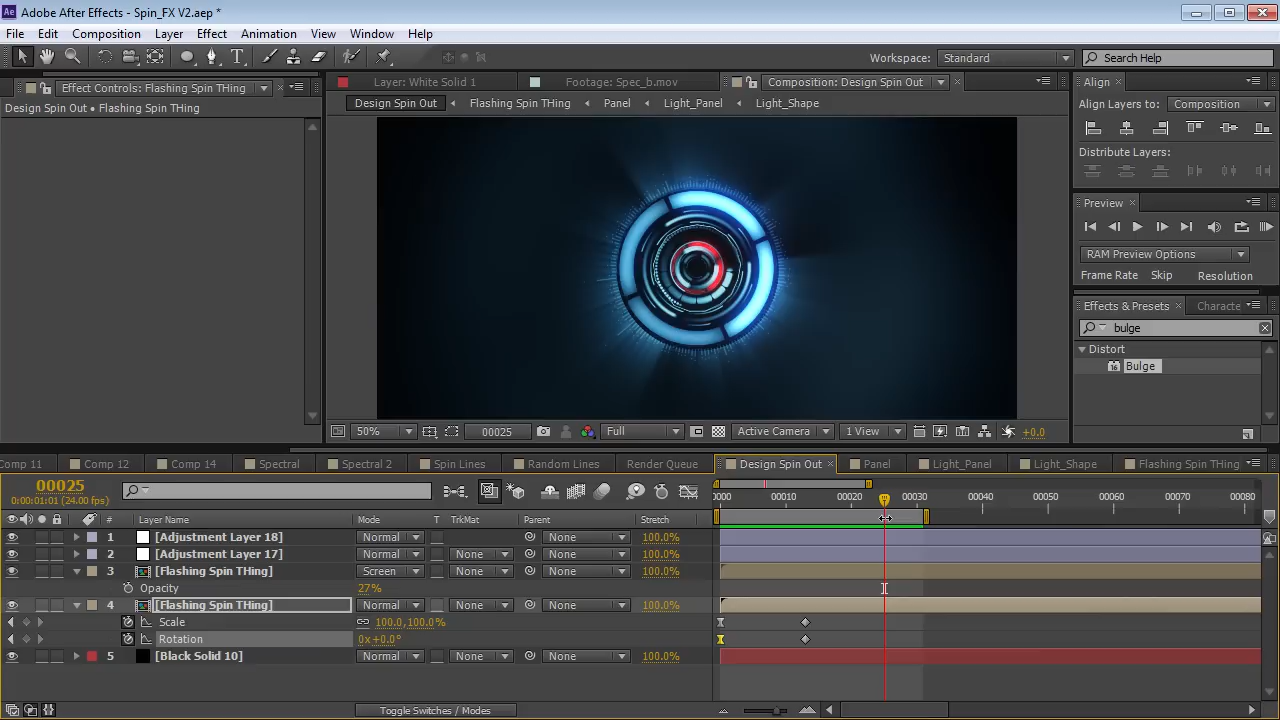 Adobe After Effects - Spin_FX V2.aep *
File Edit Composition Layer Effect Animation View Window Help
Workspace: Standard Search Help
Effect Controls: Flashing Spin THing
Layer: White Solid 1 Footage: Spec_b.mov Composition: Design Spin Out
Align
Design Spin Out • Flashing Spin THing
Design Spin Out Flashing Spin THing Panel Light_Panel Light_Shape
Align Layers to: Composition
Distribute Layers:
Preview
RAM Preview Options
Frame Rate Skip Resolution
Effects & Presets Characte
bulge
Distort
16 Bulge
50% 00025 Full Active Camera 1 View +0.0
Comp 11 Comp 12 Comp 14 Spectral Spectral 2 Spin Lines Random Lines Render Queue Design Spin Out Panel Light_Panel Light_Shape Flashing Spin THing
00025
0:00:01:01 (24.00 fps)
0000 00010 00020 00030 00040 00050 00060 00070 00080
# Layer Name Mode T TrkMat Parent Stretch
1 [Adjustment Layer 18] Normal None 100.0%
2 [Adjustment Layer 17] Normal None None 100.0%
3 [Flashing Spin THing] Screen None None 100.0%
Opacity 27%
4 [Flashing Spin THing] Normal None None 100.0%
Scale 100.0,100.0%
Rotation 0x+0.0°
5 [Black Solid 10] Normal None None 100.0%
Toggle Switches / Modes